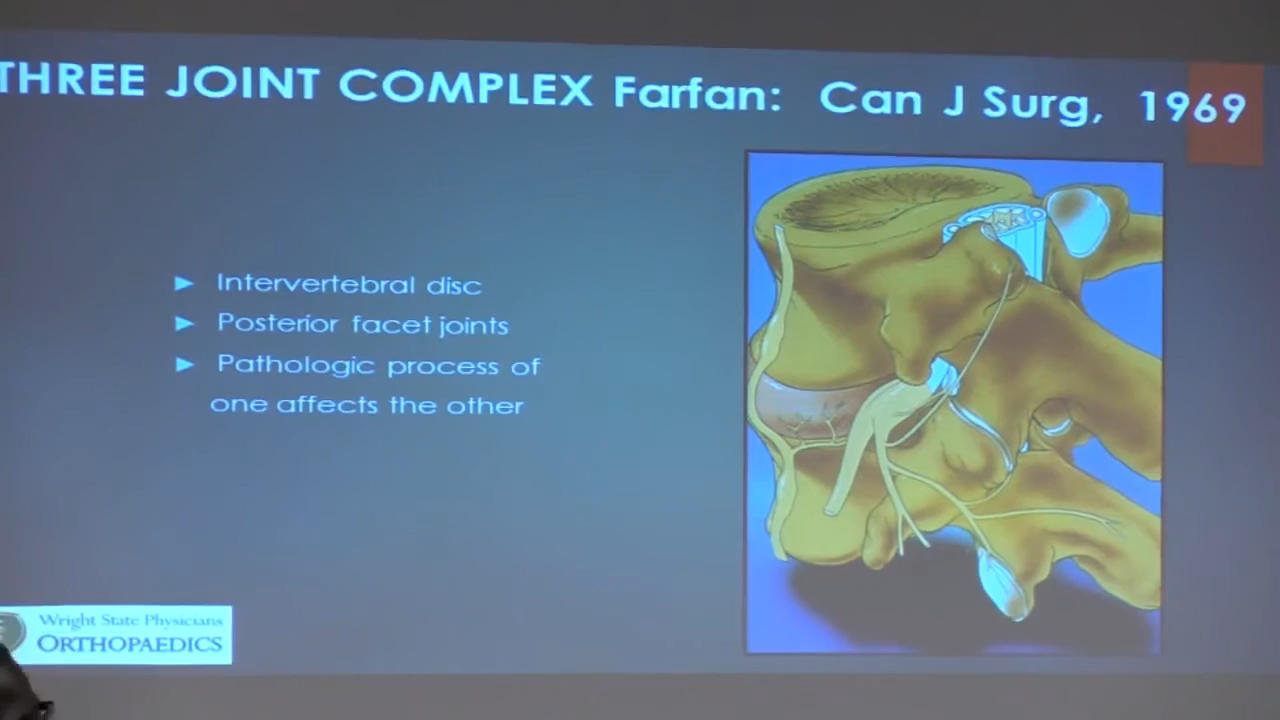 THREE JOINT COMPLEX Farfan: Can J Surg, 1969
► Intervertebral disc
► Posterior facet joints
► Pathologic process of
one affects the other
Wright State Physicians
ORTHOPAEDICS